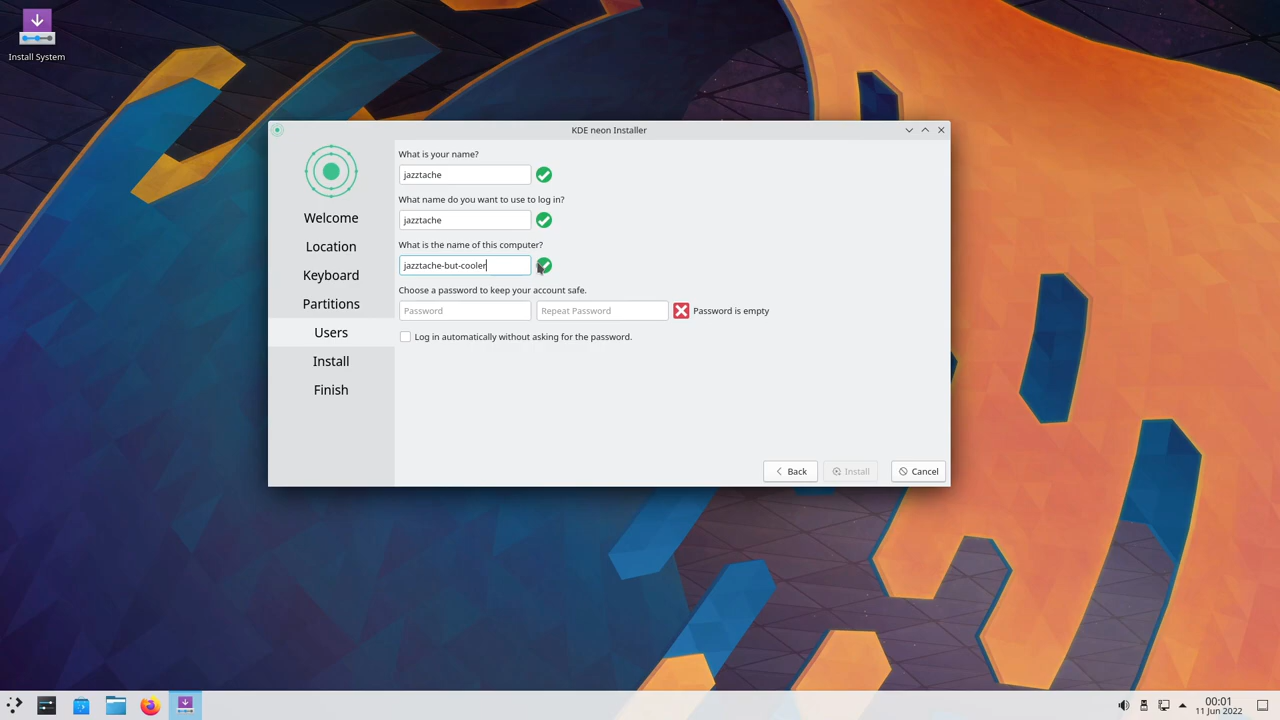 Install System
KDE neon Installer
Welcome
Location
Keyboard
Partitions
Users
Install
Finish
What is your name?
jazztache
What name do you want to use to log in?
jazztache
What is the name of this computer?
jazztache-but-cooler
Choose a password to keep your account safe.
Password Repeat Password Password is empty
Log in automatically without asking for the password.
Back Install Cancel
00:01
11 Jun 2022